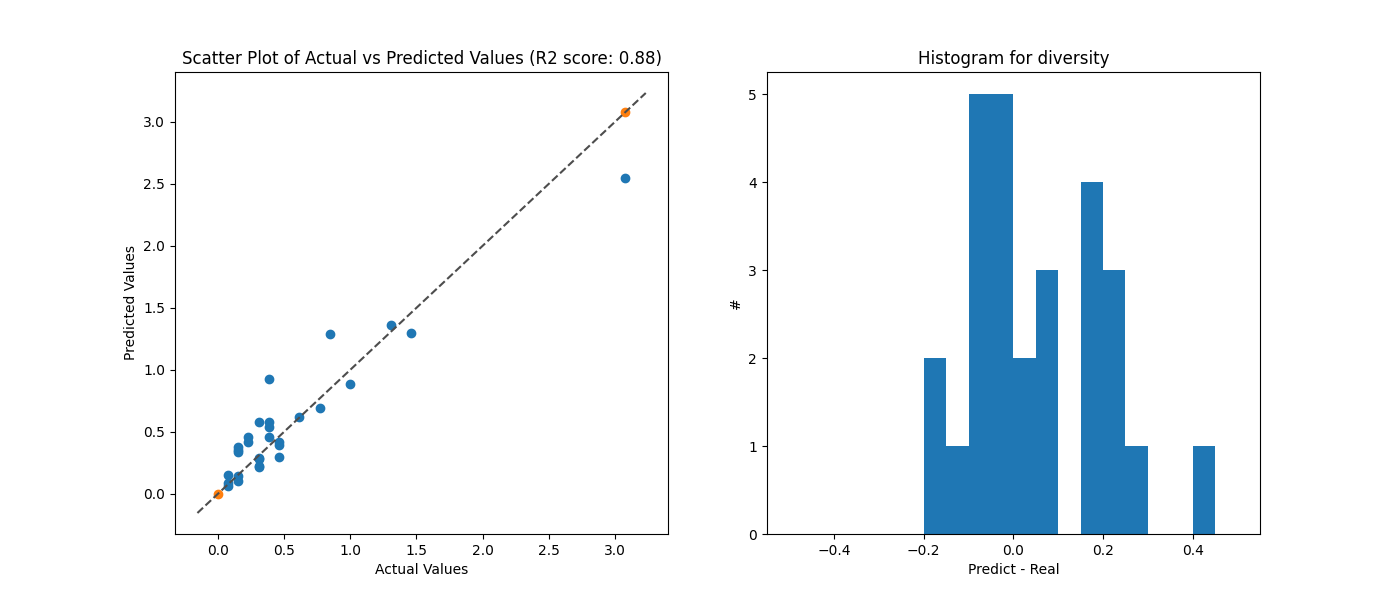 Scatter Plot of Actual vs Predicted Values (R2 score: 0.88)
3.0
2.5
2.0
1.5
1.0
0.5
0.0
Predicted Values
0.0 0.5 1.0 1.5 2.0 2.5 3.0
Actual Values
Histogram for diversity
5
4
3
2
1
0
#
−0.4 −0.2 0.0 0.2 0.4
Predict - Real